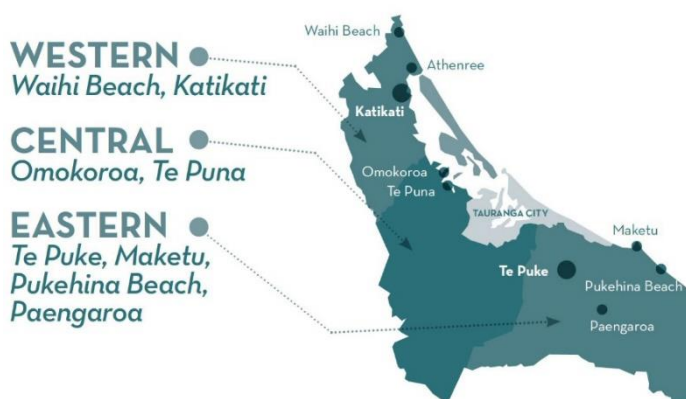 WESTERN
Waihi Beach, Katikati
CENTRAL
Omokoroa, Te Puna
EASTERN
Te Puke, Maketu,
Pukehina Beach,
Paengaroa
Waihi Beach
Athenree
Katikati
Omokoroa
Te Puna
TAURANGA CITY
Maketu
Te Puke
Pukehina Beach
Paengaroa